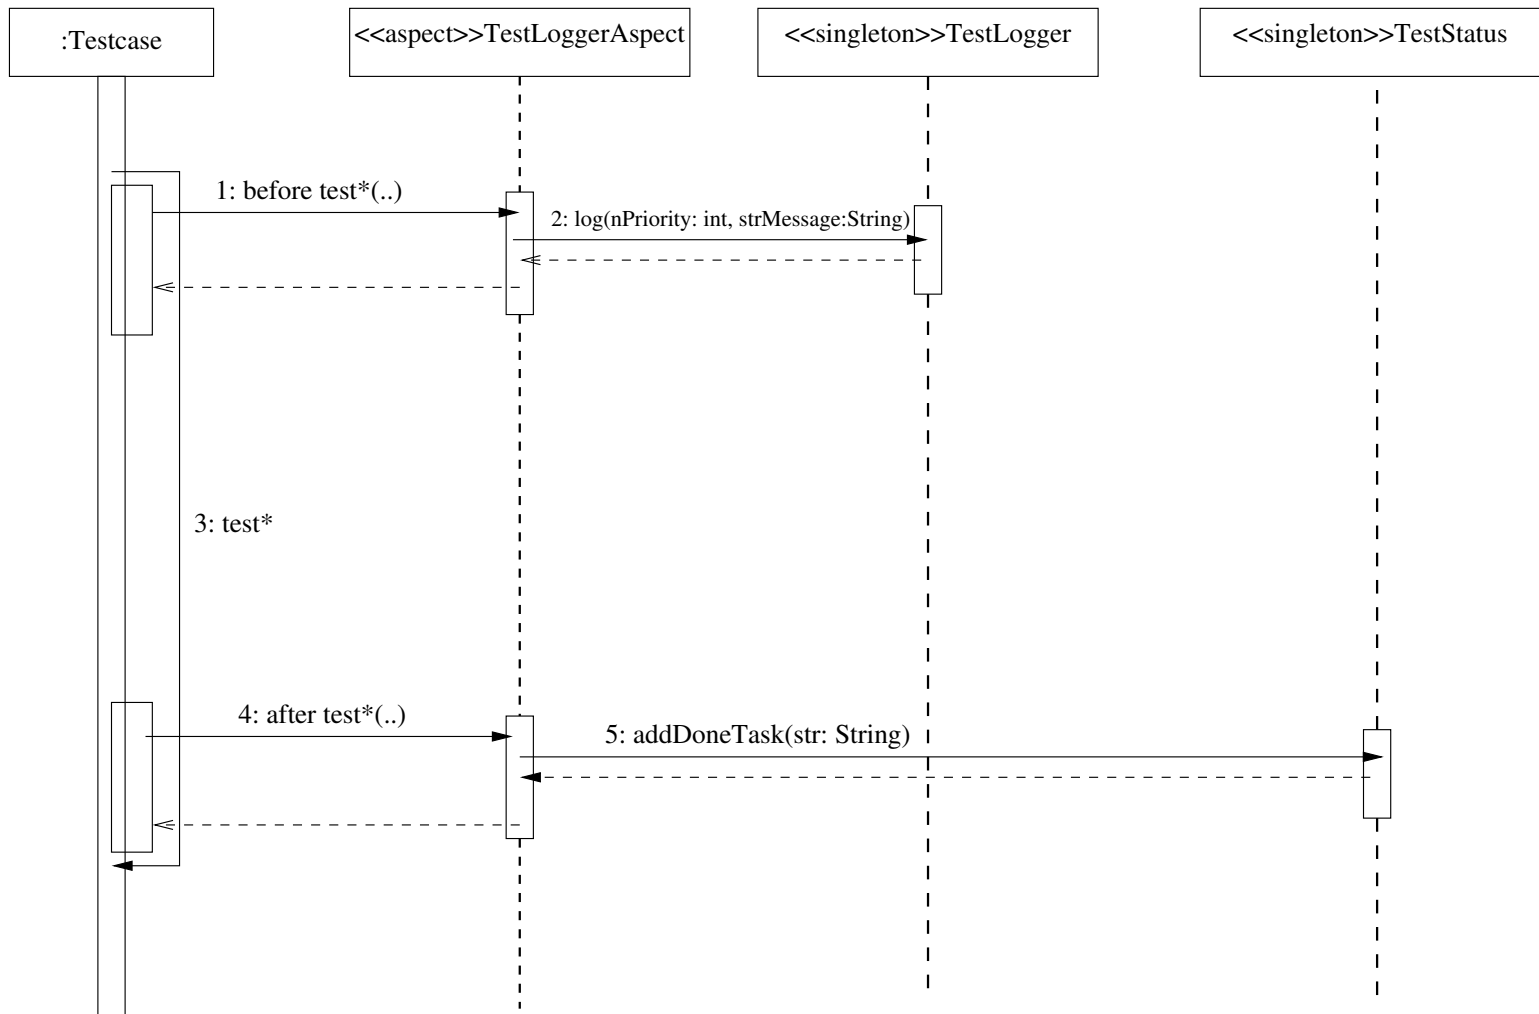 :Testcase
<<aspect>>TestLoggerAspect
<<singleton>>TestLogger
<<singleton>>TestStatus
1: before test*(..)
2: log(nPriority: int, strMessage:String)
3: test*
4: after test*(..)
5: addDoneTask(str: String)